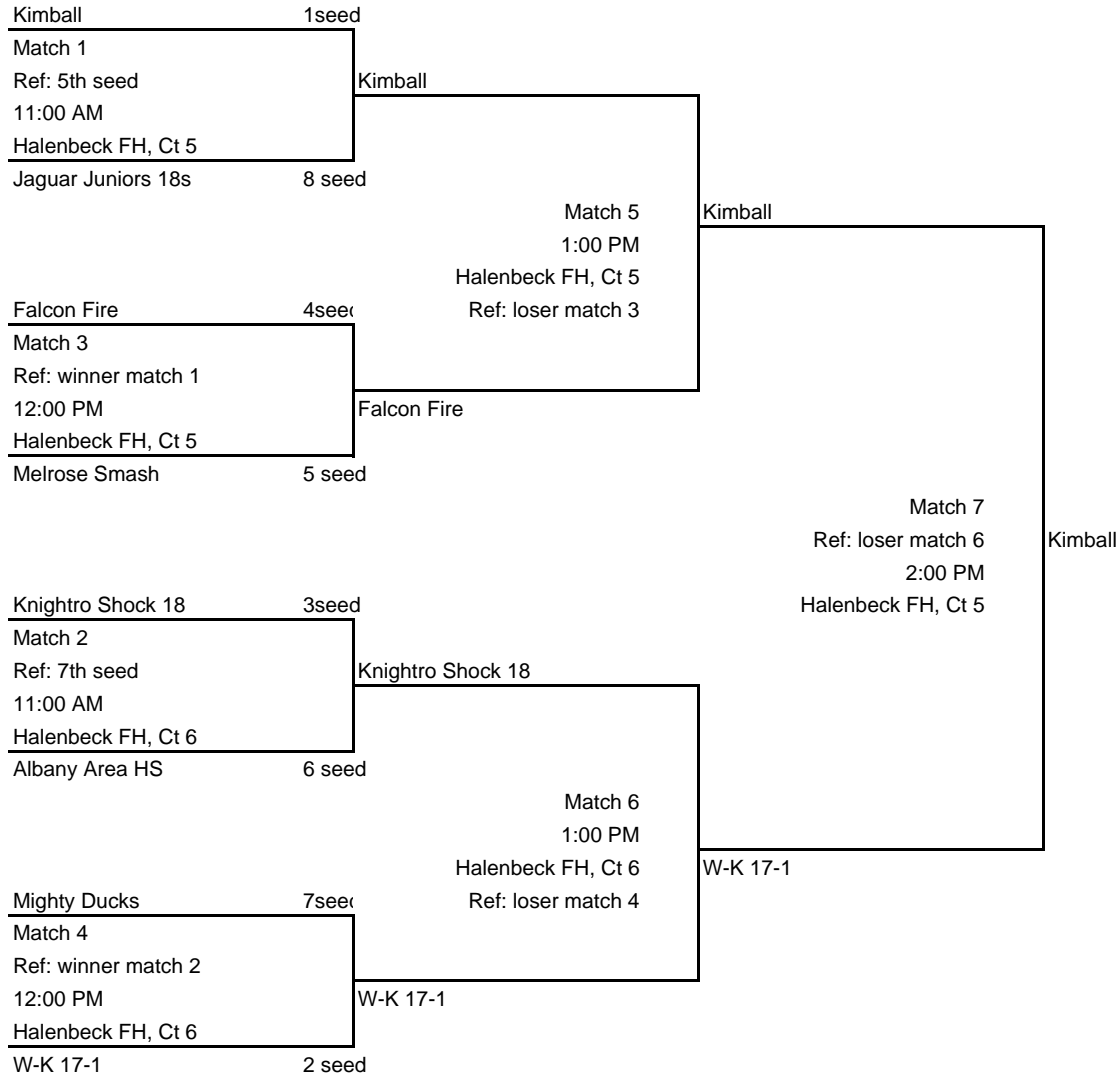 Kimball 1seed
Match 1
Ref: 5th seed
Kimball
11:00 AM
Halenbeck FH, Ct 5
Jaguar Juniors 18s 8 seed
Match 5
Kimball
1:00 PM
Halenbeck FH, Ct 5
Falcon Fire 4seed
Ref: loser match 3
Match 3
Ref: winner match 1
12:00 PM
Falcon Fire
Halenbeck FH, Ct 5
Melrose Smash 5 seed
Match 7
Ref: loser match 6
Kimball
2:00 PM
Knightro Shock 18 3seed
Halenbeck FH, Ct 5
Match 2
Ref: 7th seed
Knightro Shock 18
11:00 AM
Halenbeck FH, Ct 6
Albany Area HS 6 seed
Match 6
1:00 PM
Halenbeck FH, Ct 6
W-K 17-1
Mighty Ducks 7seed
Ref: loser match 4
Match 4
Ref: winner match 2
12:00 PM
W-K 17-1
Halenbeck FH, Ct 6
W-K 17-1 2 seed